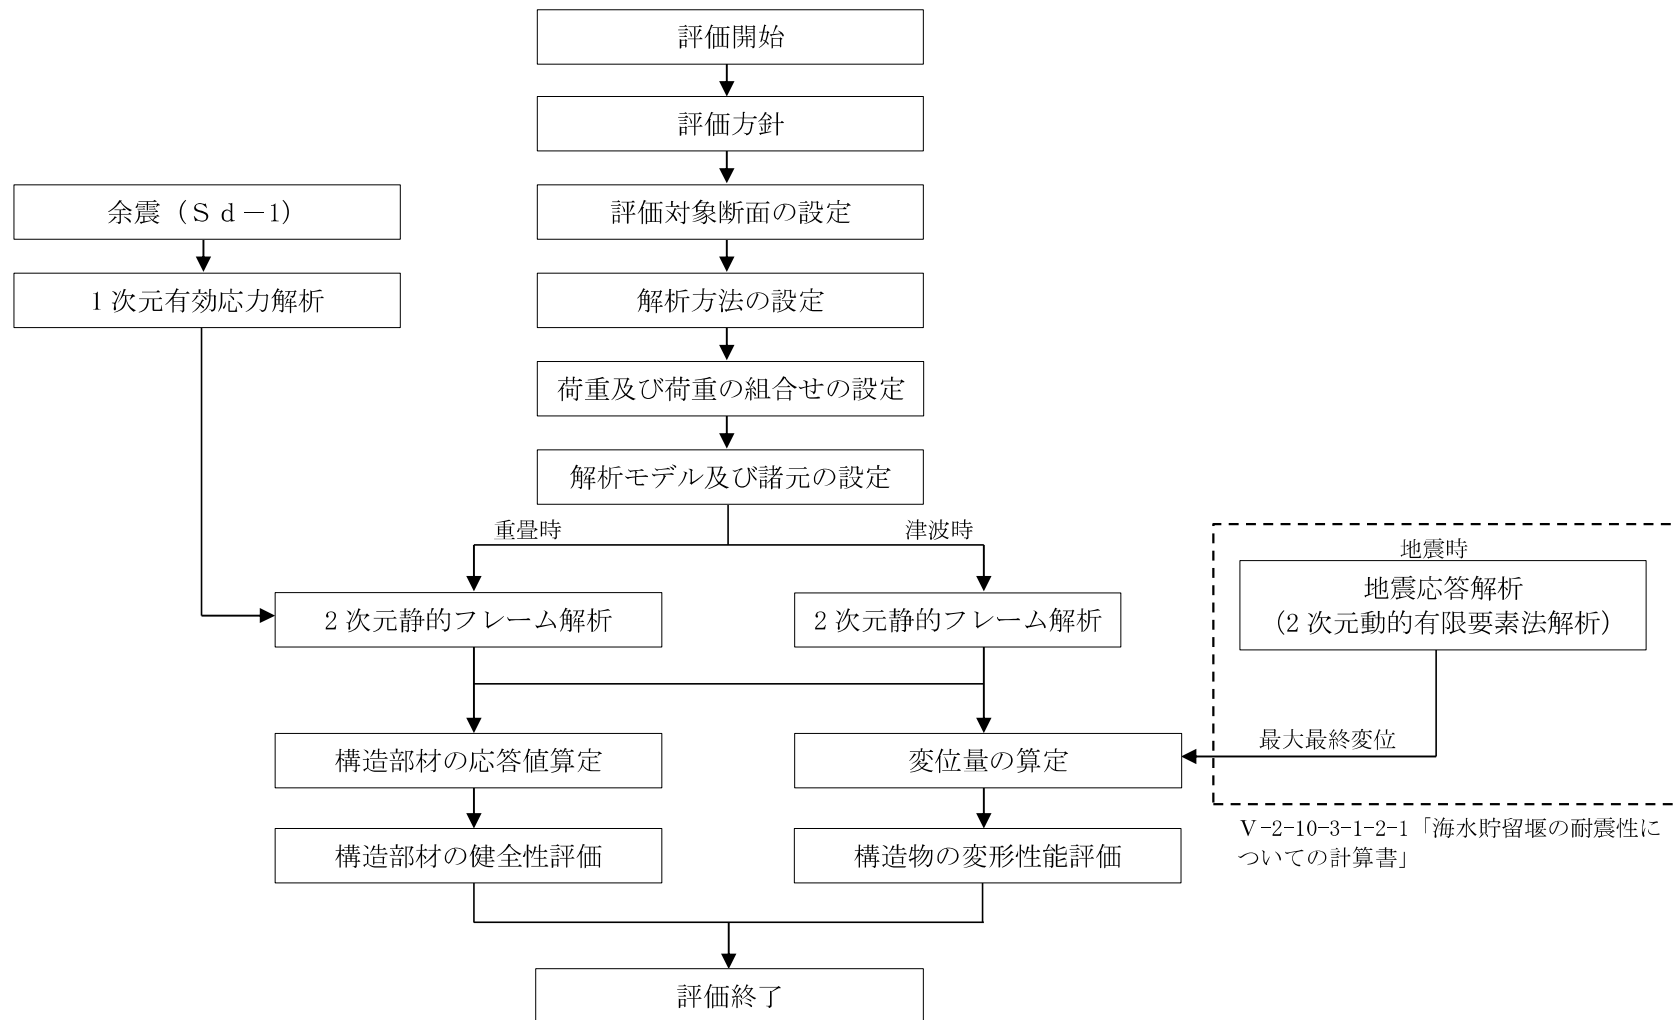 評価開始
評価方針
余震（Ｓｄ－1）
評価対象断面の設定
1次元有効応力解析
解析方法の設定
荷重及び荷重の組合せの設定
解析モデル及び諸元の設定
重畳時
津波時
地震時
地震応答解析
（2次元動的有限要素法解析）
2次元静的フレーム解析
2次元静的フレーム解析
最大最終変位
構造部材の応答値算定
変位量の算定
Ⅴ-2-10-3-1-2-1「海水貯留堰の耐震性に
ついての計算書」
構造部材の健全性評価
構造物の変形性能評価
評価終了